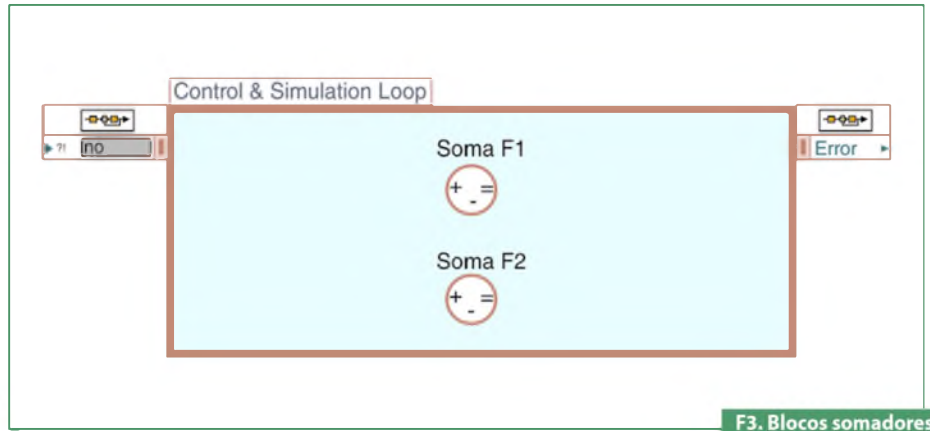 Control & Simulation Loop
?! no
Error
Soma F1
+ - =
Soma F2
+ - =
F3. Blocos somadores